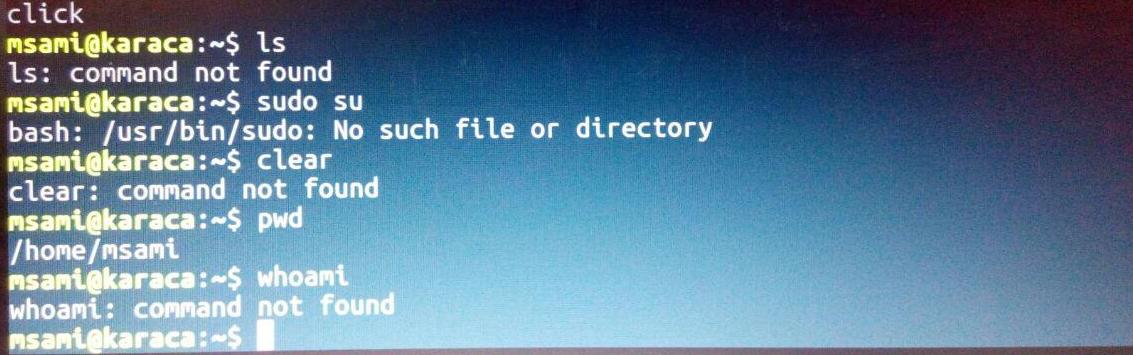 click
msami@karaca:~$ ls
ls: command not found
msami@karaca:~$ sudo su
bash: /usr/bin/sudo: No such file or directory
msami@karaca:~$ clear
clear: command not found
msami@karaca:~$ pwd
/home/msami
msami@karaca:~$ whoami
whoami: command not found
msami@karaca:~$